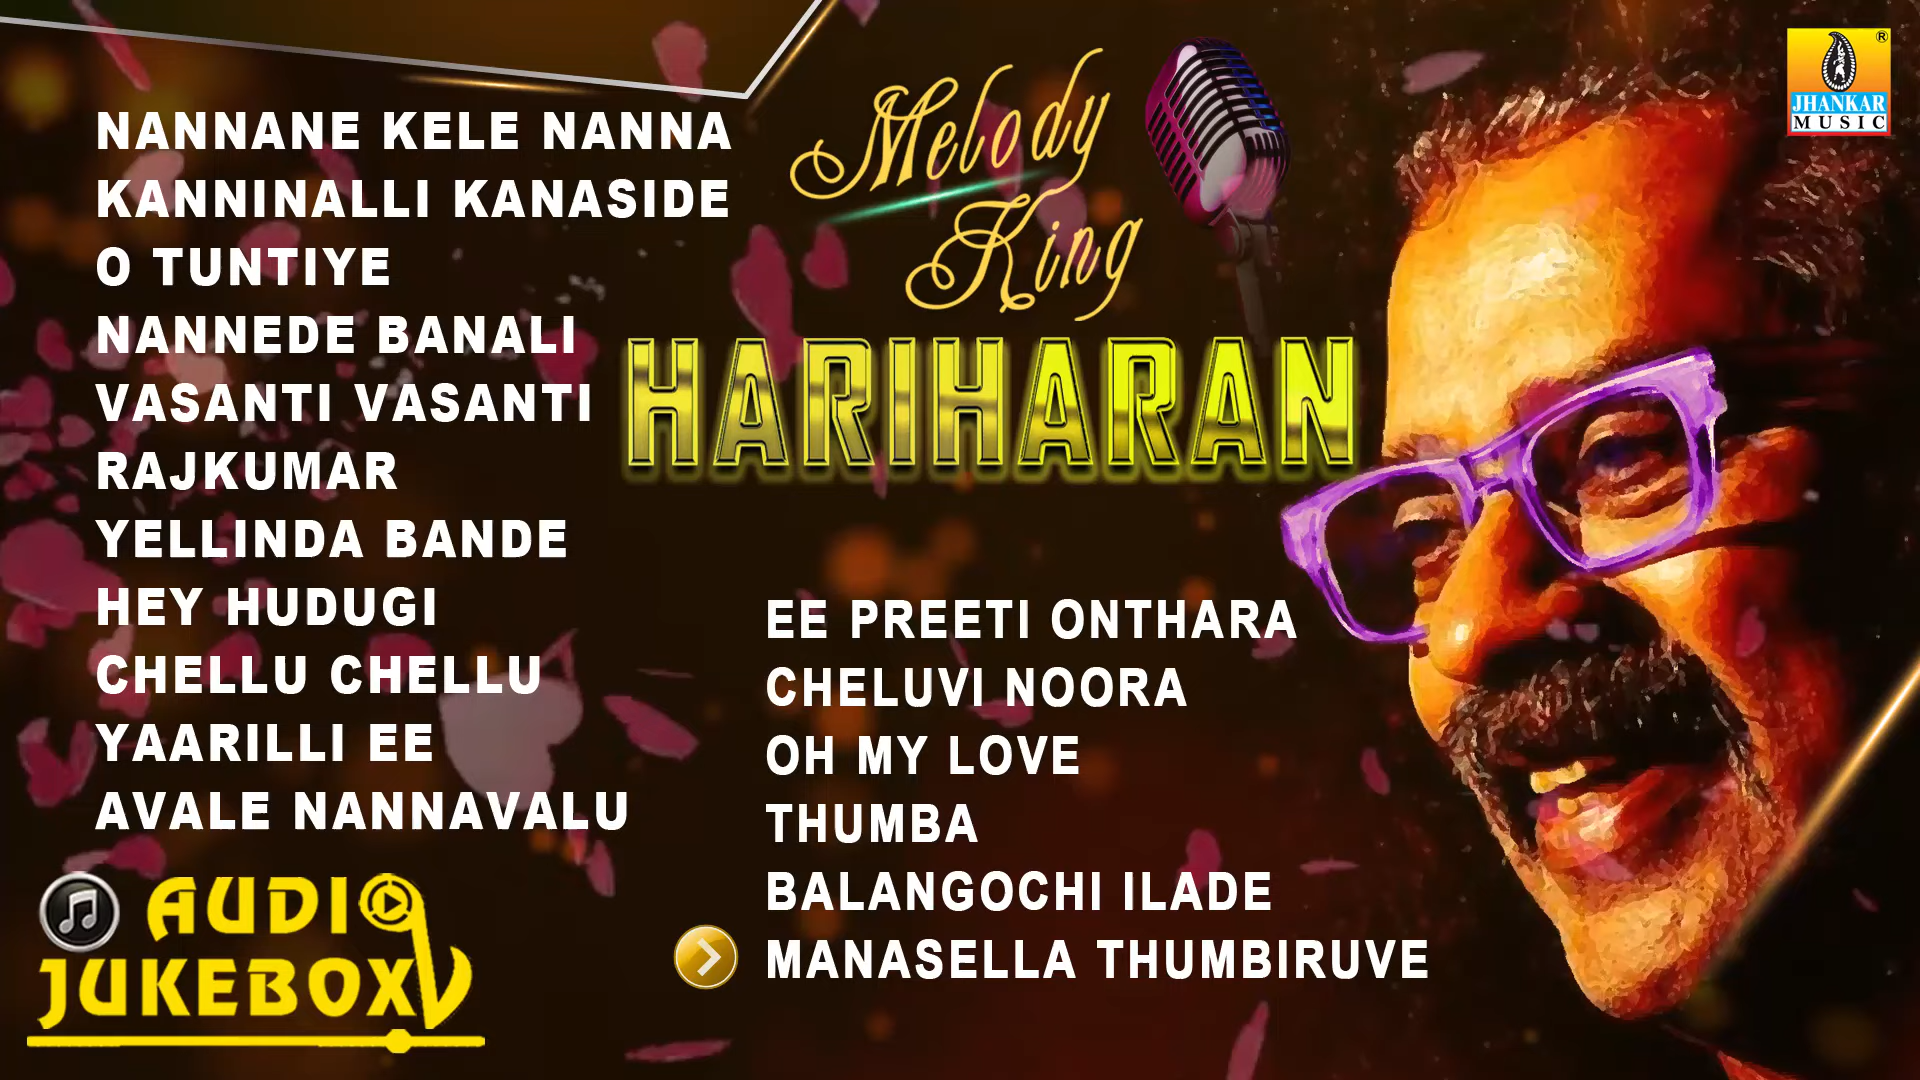 NANNANE KELE NANNA
KANNINALLI KANASIDE
O TUNTIYE
NANNEDE BANALI
VASANTI VASANTI
RAJKUMAR
YELLINDA BANDE
HEY HUDUGI
CHELLU CHELLU
YAARILLI EE
AVALE NANNAVALU
AUDIO
JUKEBOX
Melody
King
HARIHARAN
EE PREETI ONTHARA
CHELUVI NOORA
OH MY LOVE
THUMBA
BALANGOCHI ILADE
MANASELLA THUMBIRUVE
®
JHANKAR
MUSIC